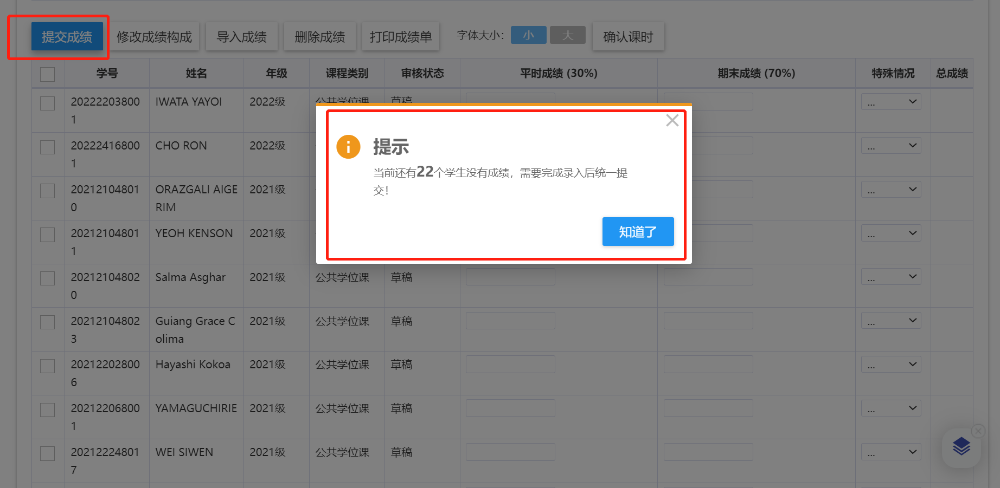 提交成绩 修改成绩构成 导入成绩 删除成绩 打印成绩单 字体大小： 小 大 确认课时
学号 姓名 年级 课程类别 审核状态 平时成绩 (30%) 期末成绩 (70%) 特殊情况 总成绩
20222203800 IWATA YAYOI 2022级 公共学位课 草稿 ...
1
20222416800 CHO RON 2022级 ...
1
20212104801 ORAZGALI AIGE 2021级 ...
0 RIM
20212104801 YEOH KENSON 2021级 ...
1
提示
当前还有22个学生没有成绩，需要完成录入后统一提
交！
知道了
20212104802 Salma Asghar 2021级 公共学位课 草稿 ...
0
20212104802 Guiang Grace C 2021级 公共学位课 草稿 ...
3 olima
20212202800 Hayashi Kokoa 2021级 公共学位课 草稿 ...
6
20212206800 YAMAGUCHIRIE 2021级 公共学位课 草稿 ...
1
20212224801 WEI SIWEN 2021级 公共学位课 草稿 ...
7